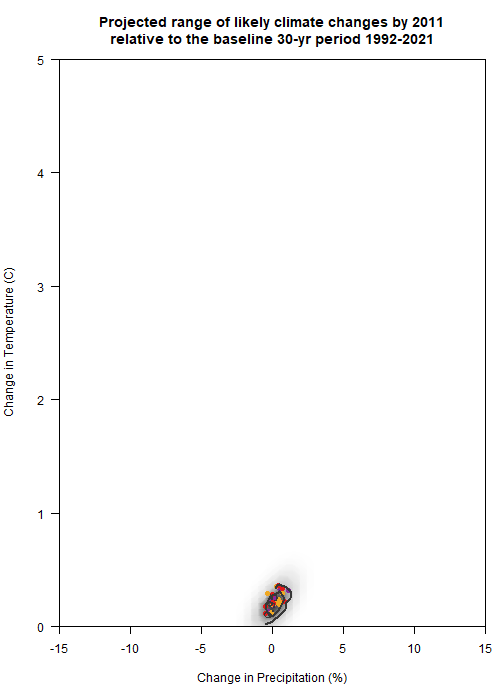 Projected range of likely climate changes by 2011
relative to the baseline 30-yr period 1992-2021
5
4
3
2
1
0
Change in Temperature (C)
-15 -10 -5 0 5 10 15
Change in Precipitation (%)